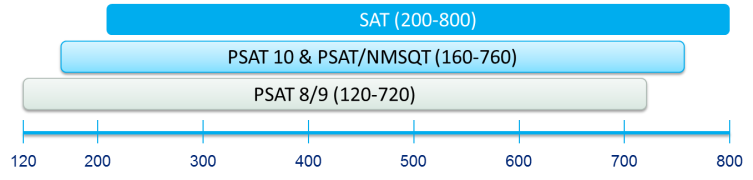 SAT (200-800)
PSAT 10 & PSAT/NMSQT (160-760)
PSAT 8/9 (120-720)
120 200 300 400 500 600 700 800